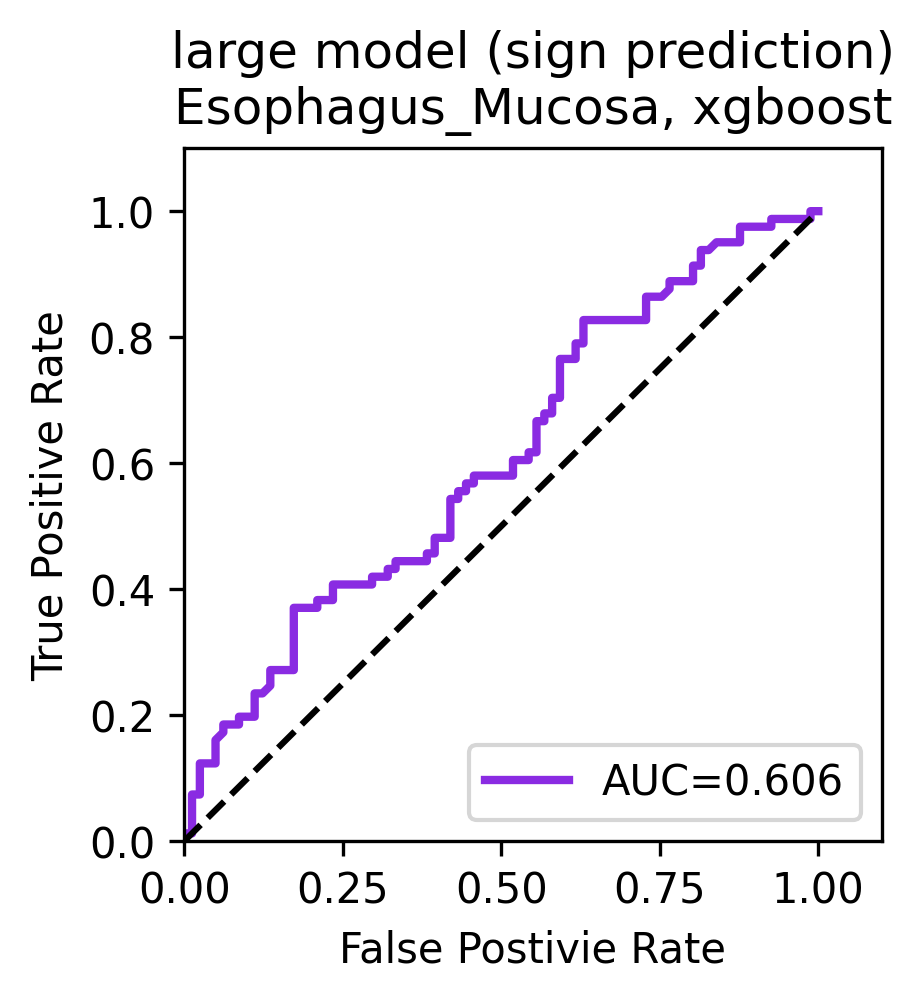 large model (sign prediction)
Esophagus_Mucosa, xgboost
True Positive Rate
1.0
0.8
0.6
0.4
0.2
0.0
AUC=0.606
0.00 0.25 0.50 0.75 1.00
False Postivie Rate